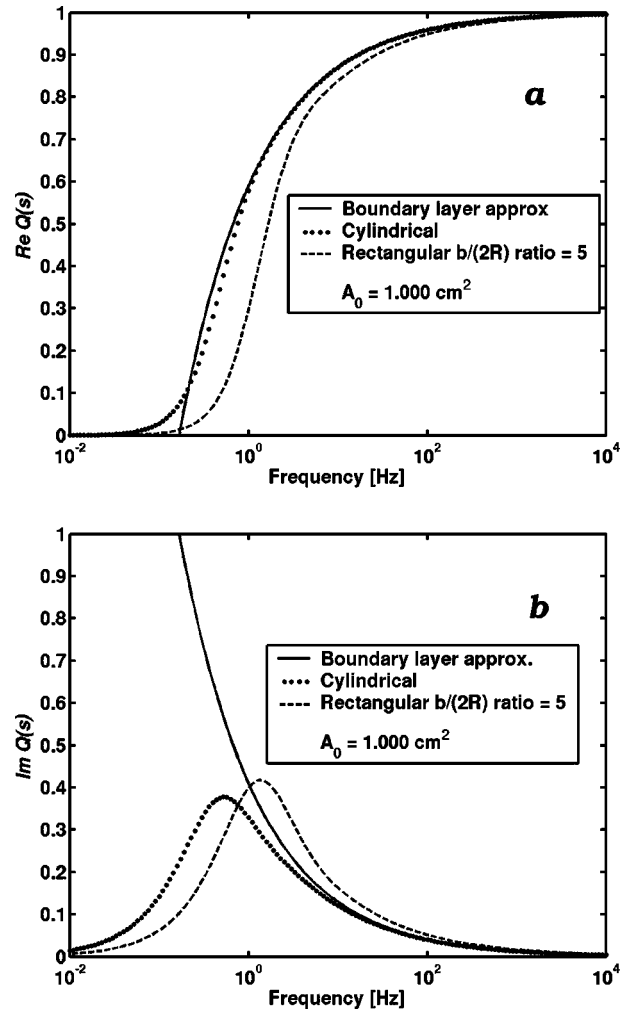 a
Re Q(s)
1
0.9
0.8
0.7
0.6
0.5
0.4
0.3
0.2
0.1
0
Boundary layer approx
Cylindrical
Rectangular b/(2R) ratio = 5
A₀ = 1.000 cm²
10⁻² 10⁰ 10² 10⁴
Frequency [Hz]
b
Im Q(s)
1
0.9
0.8
0.7
0.6
0.5
0.4
0.3
0.2
0.1
0
Boundary layer approx.
Cylindrical
Rectangular b/(2R) ratio = 5
A₀ = 1.000 cm²
10⁻² 10⁰ 10² 10⁴
Frequency [Hz]